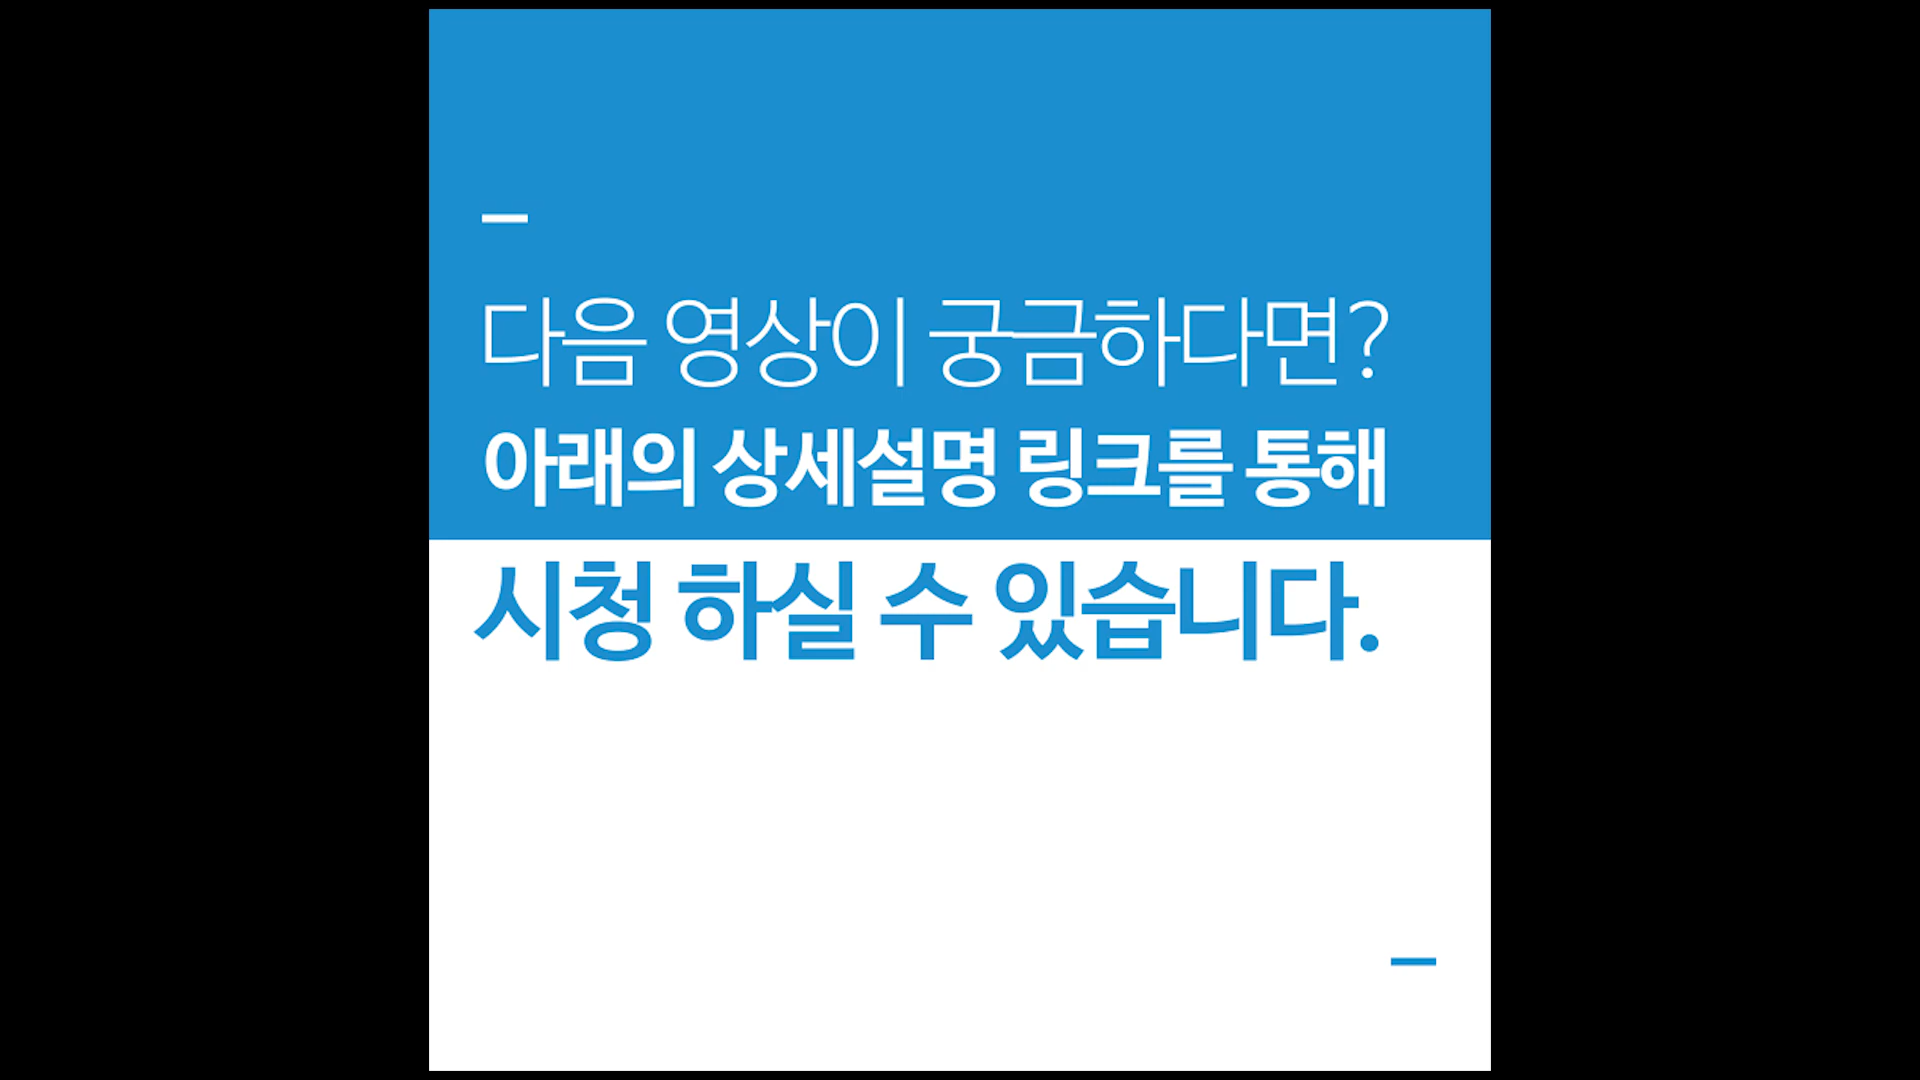 다음 영상이 궁금하다면?
아래의 상세설명 링크를 통해
시청 하실 수 있습니다.